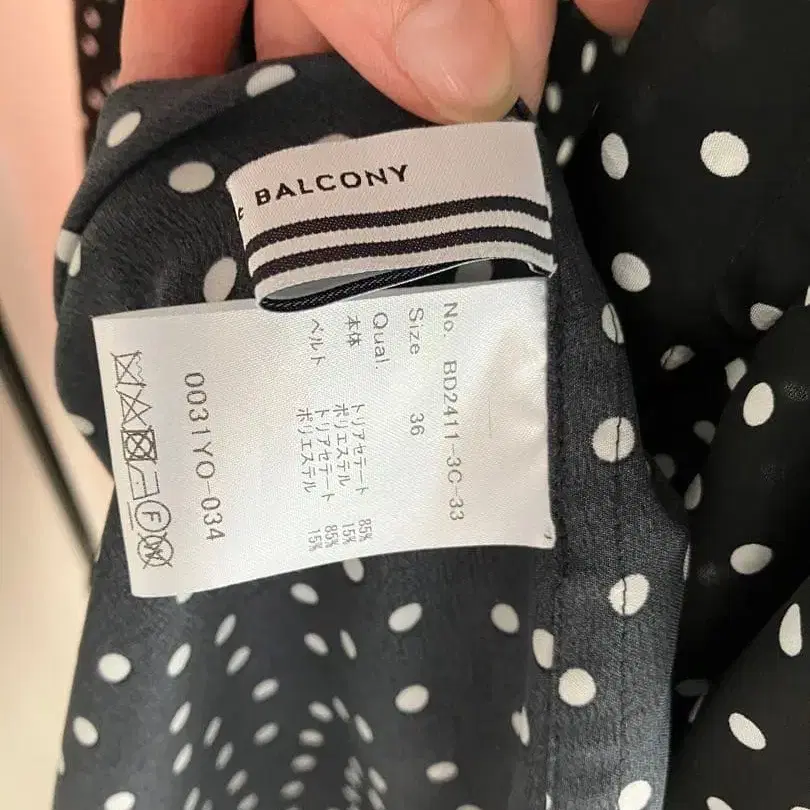 BALCONY
No. BD2411-3C-33
Size 36
Qual.
本体 トリアセテート 85%
ポリエステル 15%
ベルト トリアセテート 85%
ポリエステル 15%
0031YO-034
F
W